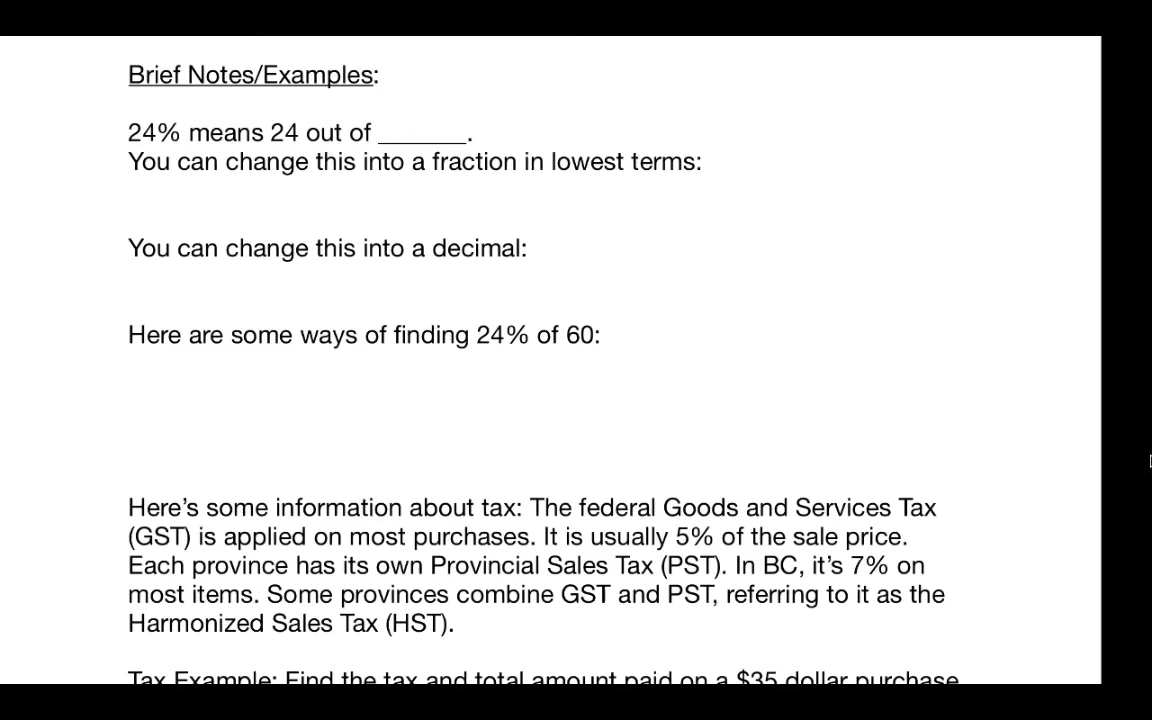 Brief Notes/Examples:
24% means 24 out of ______.
You can change this into a fraction in lowest terms:
You can change this into a decimal:
Here are some ways of finding 24% of 60:
Here’s some information about tax: The federal Goods and Services Tax
(GST) is applied on most purchases. It is usually 5% of the sale price.
Each province has its own Provincial Sales Tax (PST). In BC, it’s 7% on
most items. Some provinces combine GST and PST, referring to it as the
Harmonized Sales Tax (HST).
Tax Example: Find the tax and total amount paid on a $35 dollar purchase